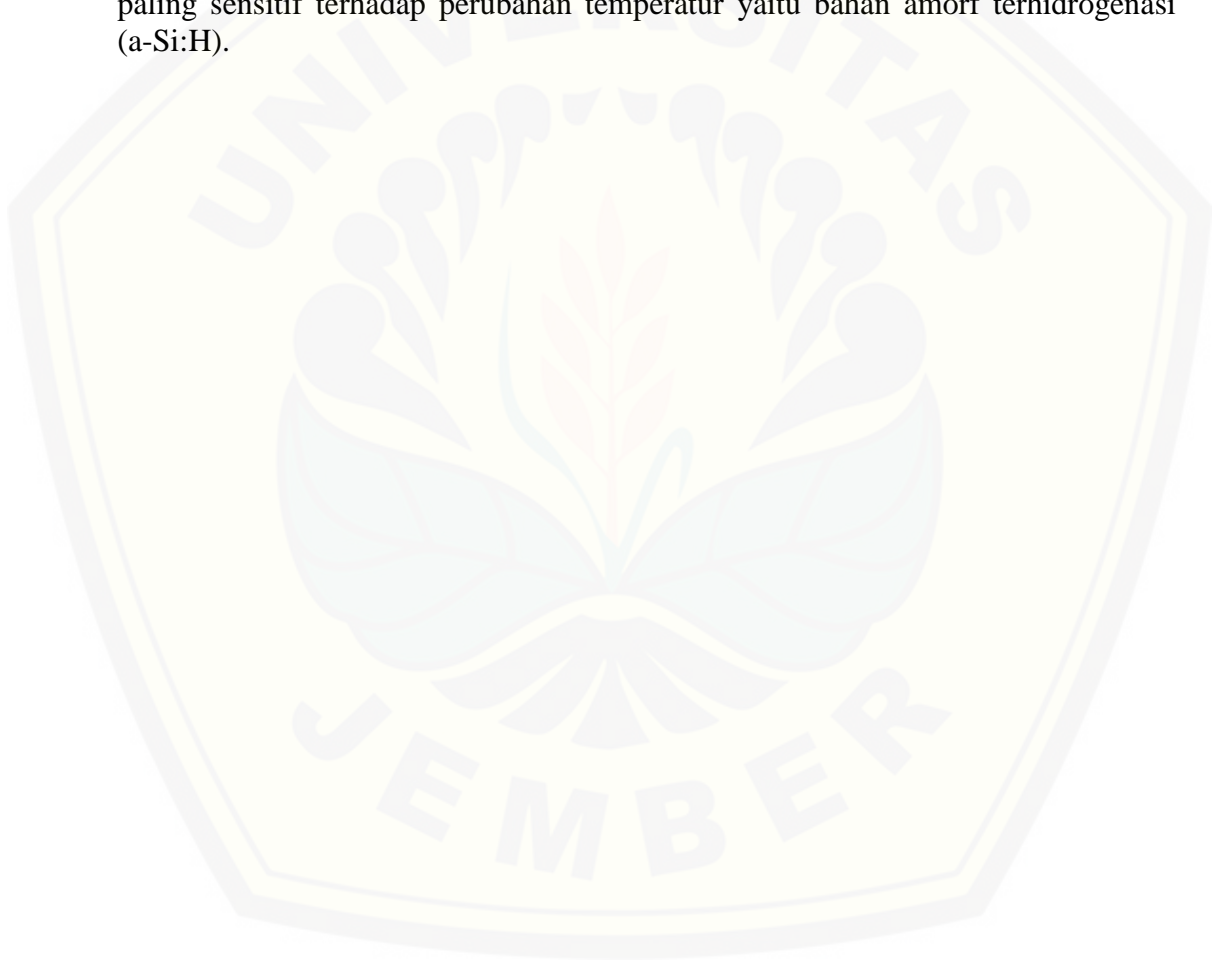 paling sensitif terhadap perubahan temperatur yaitu bahan amorf terhidrogenasi
(a-Si:H).
UNIVERSITAS
JEMBER